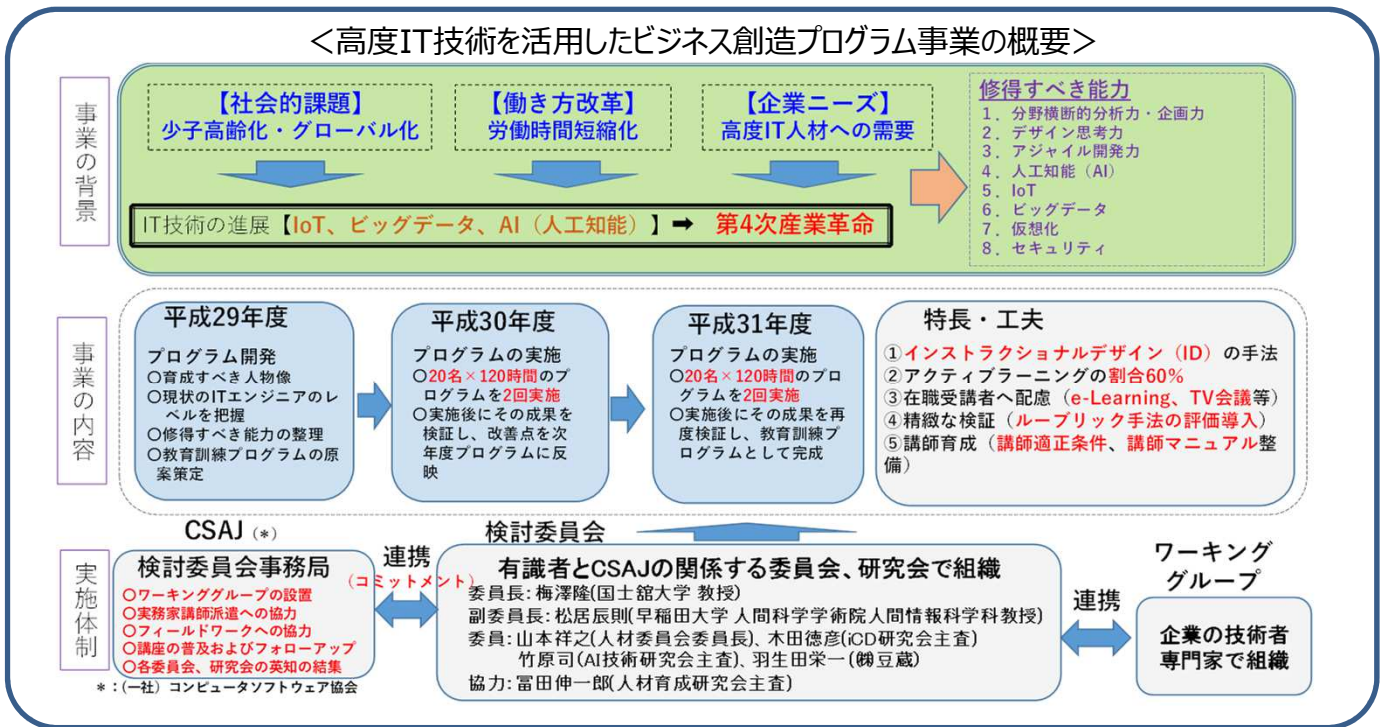 ＜高度IT技術を活用したビジネス創造プログラム事業の概要＞
事業の背景
【社会的課題】
少子高齢化・グローバル化
【働き方改革】
労働時間短縮化
【企業ニーズ】
高度IT人材への需要
IT技術の進展【IoT、ビッグデータ、AI（人工知能）】➡ 第4次産業革命
修得すべき能力
１．分野横断的分析力・企画力
２．デザイン思考力
３．アジャイル開発力
４．人工知能（AI）
５．IoT
６．ビッグデータ
７．仮想化
８．セキュリティ
事業の内容
平成29年度
プログラム開発
○育成すべき人物像
○現状のITエンジニアのレ
ベルを把握
○修得すべき能力の整理
○教育訓練プログラムの原
案策定
平成30年度
プログラムの実施
○20名×120時間のプ
ログラムを2回実施
○実施後にその成果を
検証し、改善点を次
年度プログラムに反
映
平成31年度
プログラムの実施
○20名×120時間のプロ
グラムを2回実施
○実施後にその成果を再
度検証し、教育訓練プ
ログラムとして完成
特長・工夫
①インストラクショナルデザイン（ID）の手法
②アクティブラーニングの割合60%
③在職受講者へ配慮（e-Learning、TV会議等）
④精緻な検証（ルーブリック手法の評価導入）
⑤講師育成（講師適正条件、講師マニュアル整
備）
実施体制
CSAJ（*）
検討委員会事務局
○ワーキンググループの設置
○実務家講師派遣への協力
○フィールドワークへの協力
○講座の普及およびフォローアップ
○各委員会、研究会の英知の結集
＊：(一社）コンピュータソフトウェア協会
連携
（コミットメント）
検討委員会
有識者とCSAJの関係する委員会、研究会で組織
委員長：梅澤隆(国士舘大学 教授)
副委員長：松居辰則(早稲田大学 人間科学学術院人間情報科学科教授)
委員：山本祥之(人材委員会委員長)、木田徳彦(iCD研究会主査)
竹原司(AI技術研究会主査)、羽生田栄一(㈱豆蔵)
協力：冨田伸一郎(人材育成研究会主査)
連携
ワーキング
グループ
企業の技術者
専門家で組織